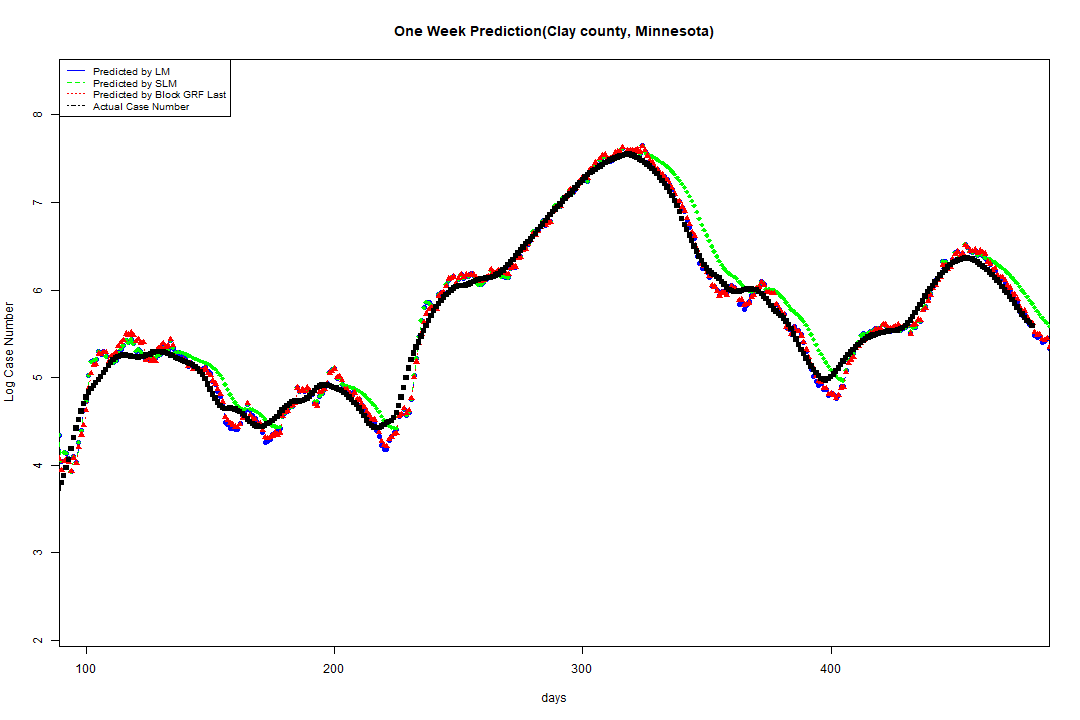 One Week Prediction(Clay county, Minnesota)
Predicted by LM
Predicted by SLM
Predicted by Block GRF Last
Actual Case Number
8
7
6
5
4
3
2
Log Case Number
100 200 300 400
days